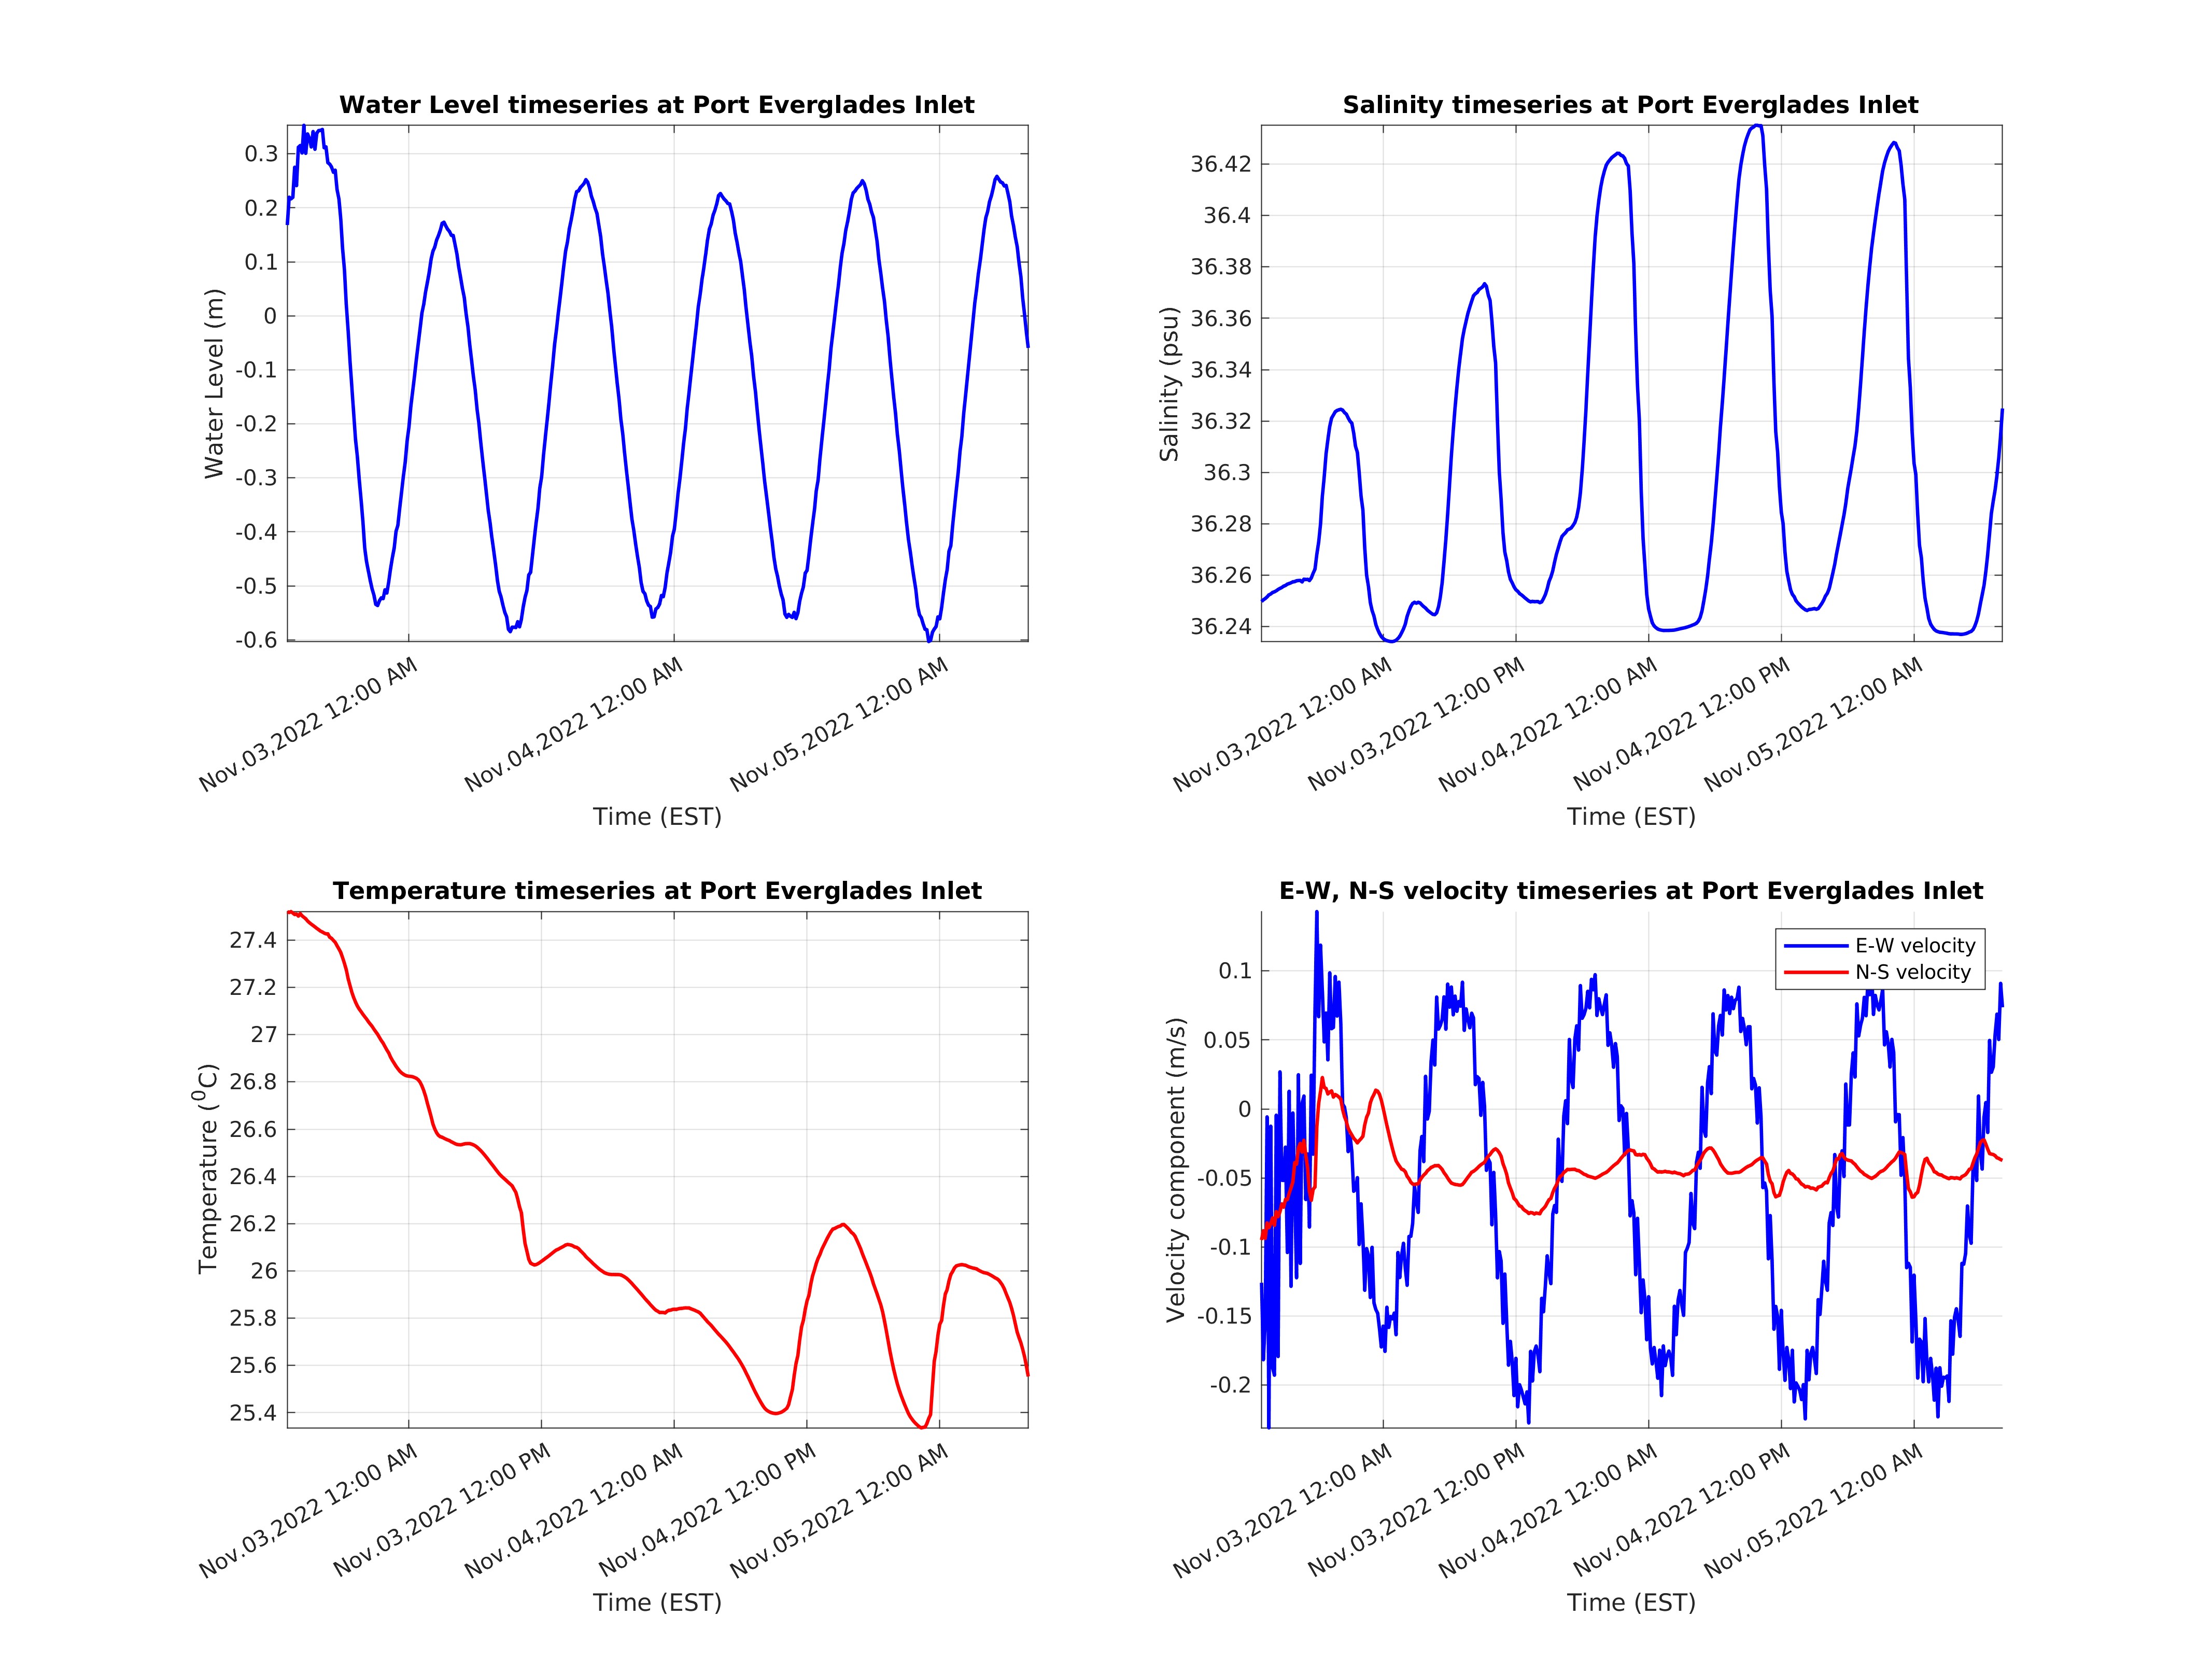 Water Level timeseries at Port Everglades Inlet
0.3
0.2
0.1
0
-0.1
-0.2
-0.3
-0.4
-0.5
-0.6
Water Level (m)
Nov.03,2022 12:00 AM
Nov.04,2022 12:00 AM
Nov.05,2022 12:00 AM
Time (EST)
Salinity timeseries at Port Everglades Inlet
36.42
36.4
36.38
36.36
36.34
36.32
36.3
36.28
36.26
36.24
Salinity (psu)
Nov.03,2022 12:00 AM
Nov.03,2022 12:00 PM
Nov.04,2022 12:00 AM
Nov.04,2022 12:00 PM
Nov.05,2022 12:00 AM
Time (EST)
Temperature timeseries at Port Everglades Inlet
27.4
27.2
27
26.8
26.6
26.4
26.2
26
25.8
25.6
25.4
Temperature (⁰C)
Nov.03,2022 12:00 AM
Nov.03,2022 12:00 PM
Nov.04,2022 12:00 AM
Nov.04,2022 12:00 PM
Nov.05,2022 12:00 AM
Time (EST)
E-W, N-S velocity timeseries at Port Everglades Inlet
E-W velocity
N-S velocity
0.1
0.05
0
-0.05
-0.1
-0.15
-0.2
Velocity component (m/s)
Nov.03,2022 12:00 AM
Nov.03,2022 12:00 PM
Nov.04,2022 12:00 AM
Nov.04,2022 12:00 PM
Nov.05,2022 12:00 AM
Time (EST)